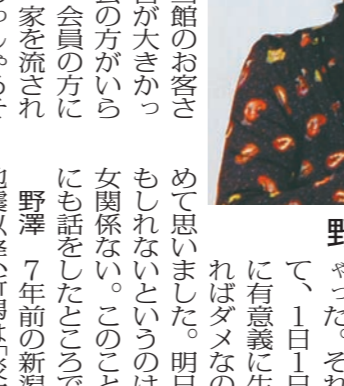 館のお客さ
が大きかっ
の方がいら
会員の方に
家を流され
野
ゃった。それ
て、1日1日
に有意義に生
ればダメなの
めて思いました。明日
もしれないというのは
女関係ない。このこと
にも話をしたところで
野澤　7年前の新潟